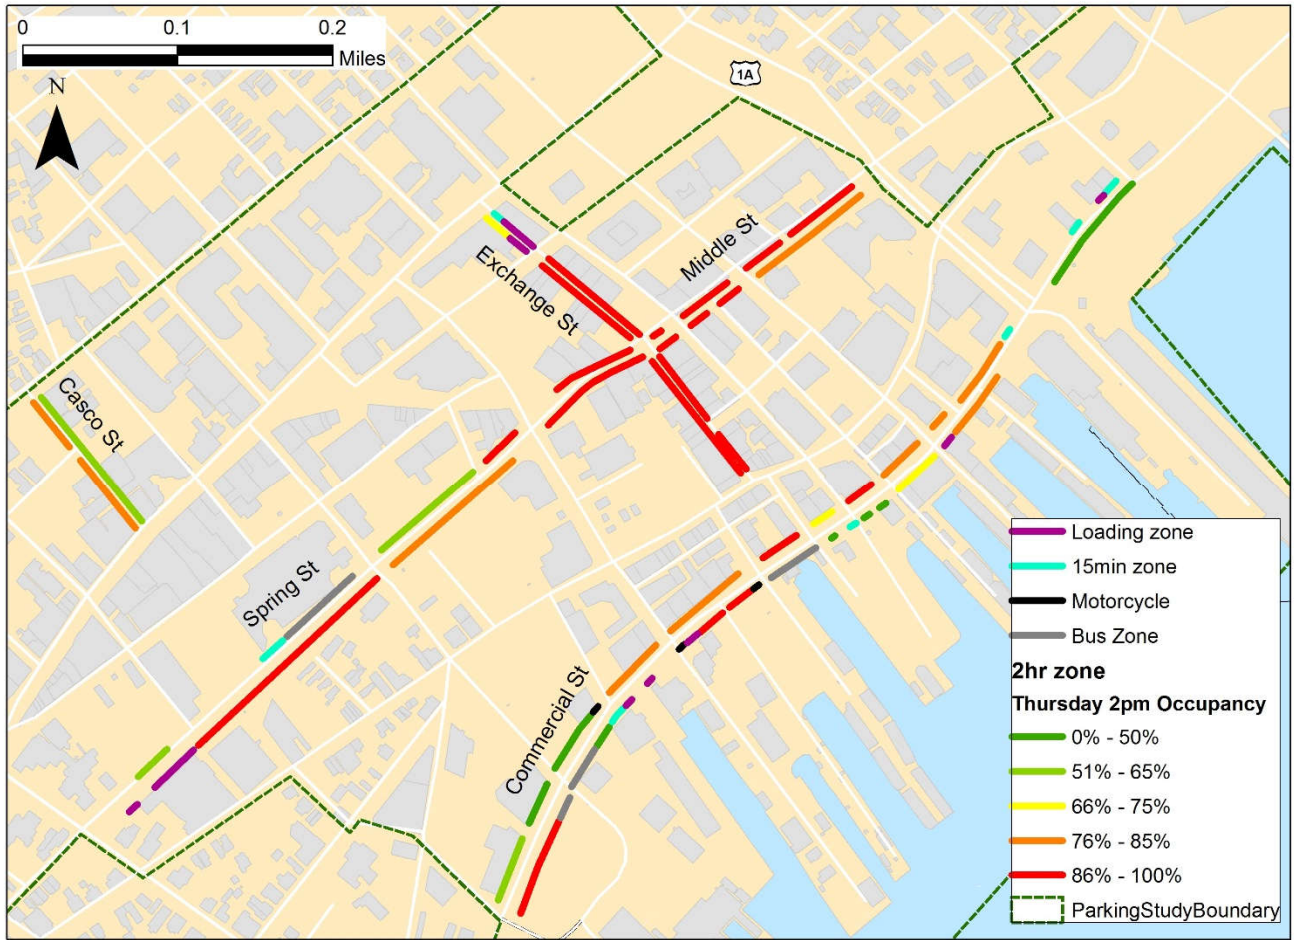 0 0.1 0.2
Miles
N
1A
Middle St
Exchange St
Casco St
Spring St
Commercial St
Loading zone
15min zone
Motorcycle
Bus Zone
2hr zone
Thursday 2pm Occupancy
0% - 50%
51% - 65%
66% - 75%
76% - 85%
86% - 100%
ParkingStudyBoundary